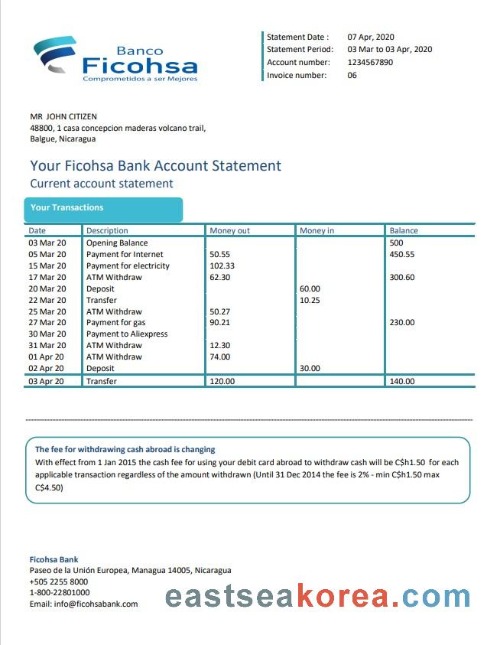 Banco
Ficohsa
Comprometidos a ser Mejores
Statement Date : 07 Apr, 2020
Statement Period: 03 Mar to 03 Apr, 2020
Account number: 1234567890
Invoice number: 06
MR JOHN CITIZEN
48800, 1 casa concepcion maderas volcano trail,
Balgue, Nicaragua
Your Ficohsa Bank Account Statement
Current account statement
Your Transactions
Date Description Money out Money in Balance
03 Mar 20 Opening Balance 500
05 Mar 20 Payment for Internet 50.55 450.55
15 Mar 20 Payment for electricity 102.33
17 Mar 20 ATM Withdraw 62.30 300.60
20 Mar 20 Deposit 60.00
22 Mar 20 Transfer 10.25
25 Mar 20 ATM Withdraw 50.27
27 Mar 20 Payment for gas 90.21 230.00
30 Mar 20 Payment to Aliexpress
31 Mar 20 ATM Withdraw 12.30
01 Apr 20 ATM Withdraw 74.00
02 Apr 20 Deposit 30.00
03 Apr 20 Transfer 120.00 140.00
The fee for withdrawing cash abroad is changing
With effect from 1 Jan 2015 the cash fee for using your debit card abroad to withdraw cash will be C$h1.50 for each
applicable transaction regardless of the amount withdrawn (Until 31 Dec 2014 the fee is 2% - min C$h1.50 max
C$4.50)
Ficohsa Bank
Paseo de la Unión Europea, Managua 14005, Nicaragua
+505 2255 8000
1-800-22801000
Email: info@ficohsabank.com
eastseakorea.com